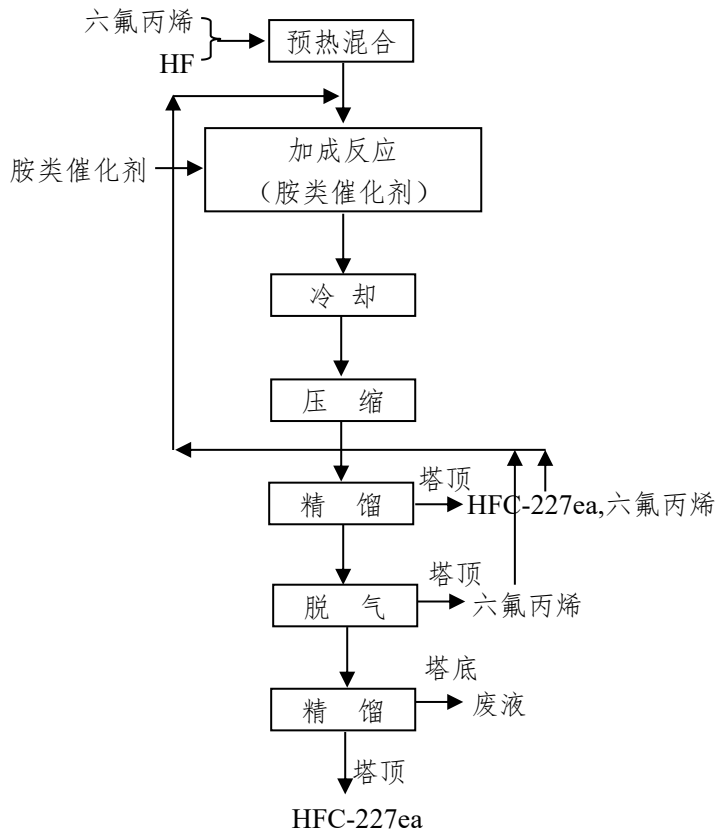 六氟丙烯
HF
预热混合
胺类催化剂
加成反应
（胺类催化剂）
冷 却
压 缩
精 馏
塔顶
HFC-227ea,六氟丙烯
脱 气
塔顶
六氟丙烯
精 馏
塔底
废液
塔顶
HFC-227ea